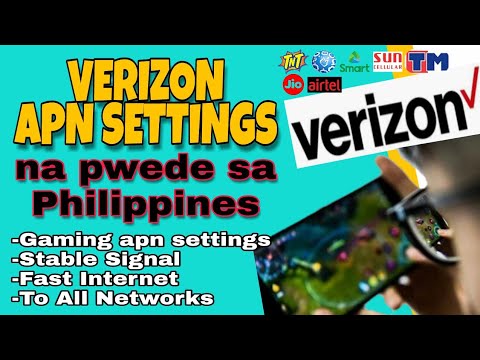 VERIZON
APN SETTINGS
na pwede sa
Philippines
-Gaming apn settings
-Stable Signal
-Fast Internet
-To All Networks
TNT
Smart
SUN
CELLULAR
TM
Jio
airtel
verizon